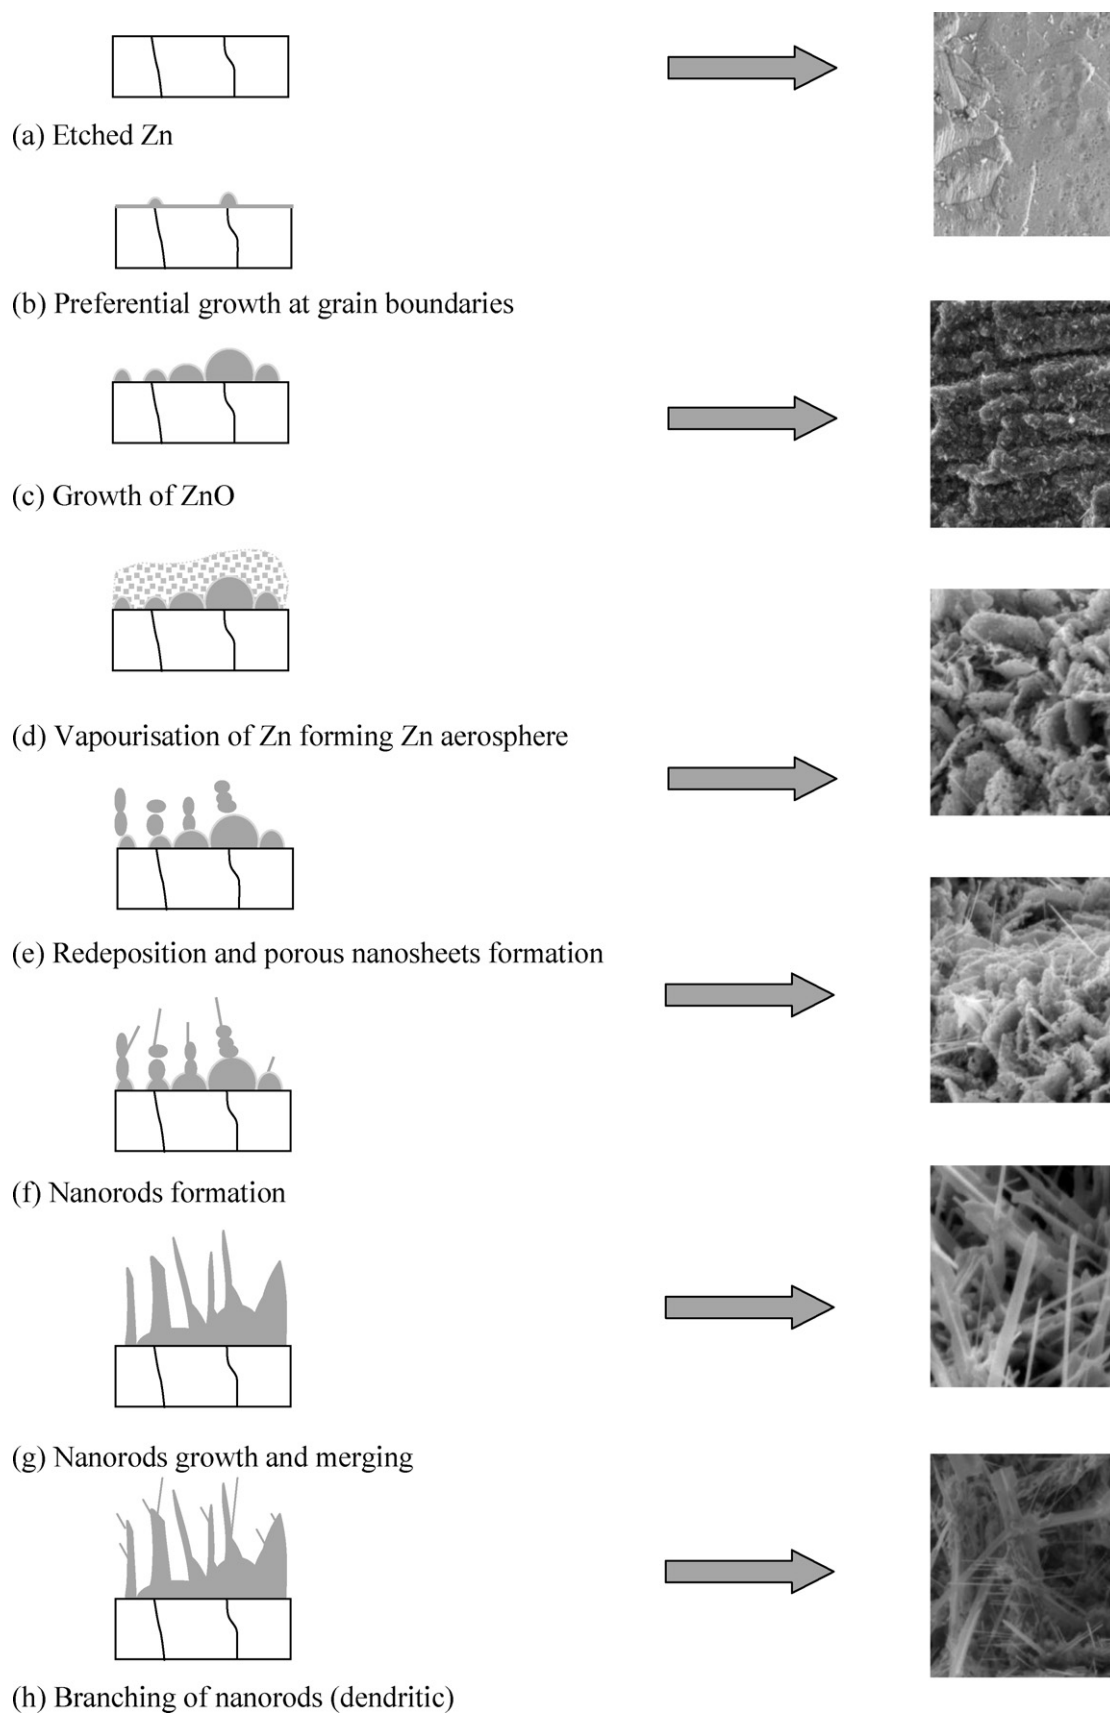 (a) Etched Zn
(b) Preferential growth at grain boundaries
(c) Growth of ZnO
(d) Vapourisation of Zn forming Zn aerosphere
(e) Redeposition and porous nanosheets formation
(f) Nanorods formation
(g) Nanorods growth and merging
(h) Branching of nanorods (dendritic)